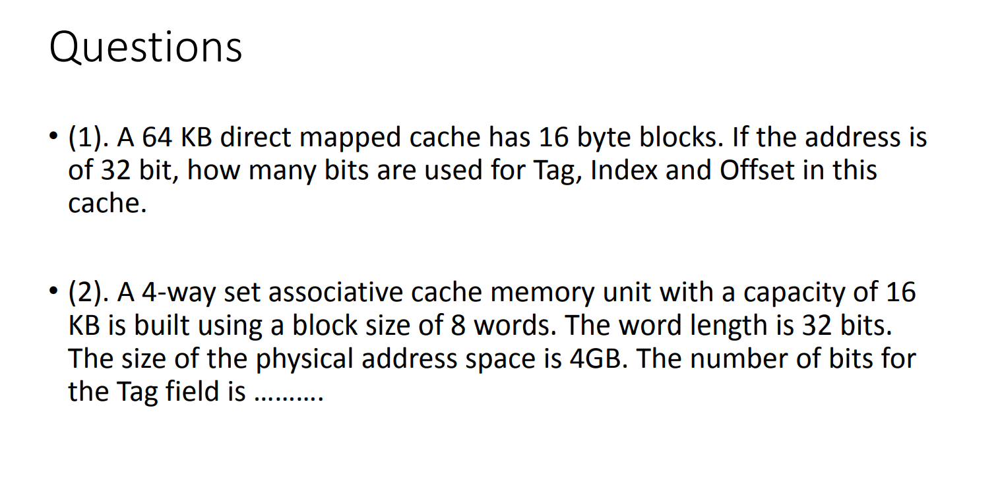 Questions
• (1). A 64 KB direct mapped cache has 16 byte blocks. If the address is
of 32 bit, how many bits are used for Tag, Index and Offset in this
cache.
• (2). A 4-way set associative cache memory unit with a capacity of 16
KB is built using a block size of 8 words. The word length is 32 bits.
The size of the physical address space is 4GB. The number of bits for
the Tag field is ……….